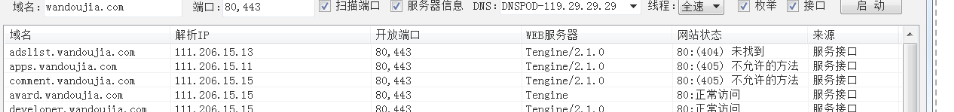 域名: wandoujia.com 端口: 80,443 扫描端口 服务器信息 DNS: DNSPOD-119.29.29.29 线程: 全速 枚举 接口 启 动
域名 解析IP 开放端口 WEB服务器 网站状态 来源
adslist.wandoujia.com 111.206.15.13 80,443 Tengine/2.1.0 80:(404) 未找到 服务接口
apps.wandoujia.com 111.206.15.11 80,443 Tengine/2.1.0 80:(405) 不允许的方法 服务接口
comment.wandoujia.com 111.206.15.15 80,443 Tengine/2.1.0 80:(405) 不允许的方法 服务接口
award.wandoujia.com 111.206.15.15 80,443 Tengine 80:正常访问 服务接口
developer.wandoujia.com 111.206.15.15 80,443 Tengine/2.1.0 80:正常访问 服务接口